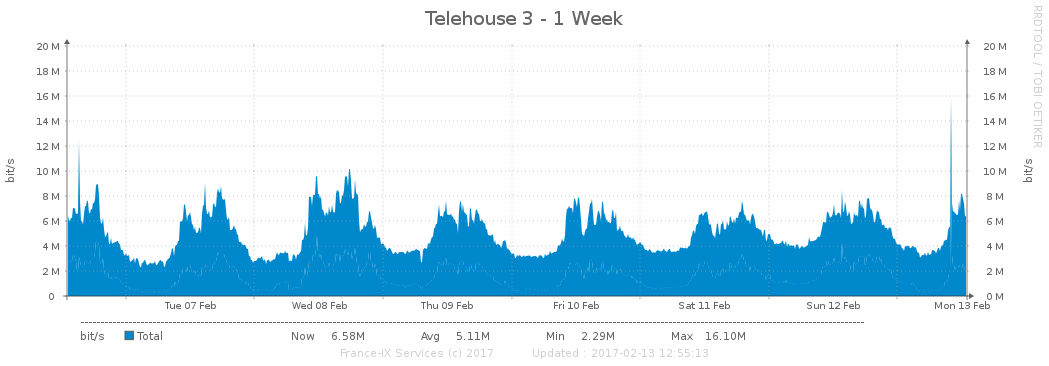 Telehouse 3 - 1 Week
RRDTOOL / TOBI OETIKER
bit/s
bit/s
20 M 20 M
18 M 18 M
16 M 16 M
14 M 14 M
12 M 12 M
10 M 10 M
8 M 8 M
6 M 6 M
4 M 4 M
2 M 2 M
0 0 M
Tue 07 Feb Wed 08 Feb Thu 09 Feb Fri 10 Feb Sat 11 Feb Sun 12 Feb Mon 13 Feb
bit/s Total Now 6.58M Avg 5.11M Min 2.29M Max 16.10M
France-IX Services (c) 2017 Updated : 2017-02-13 12:55:13